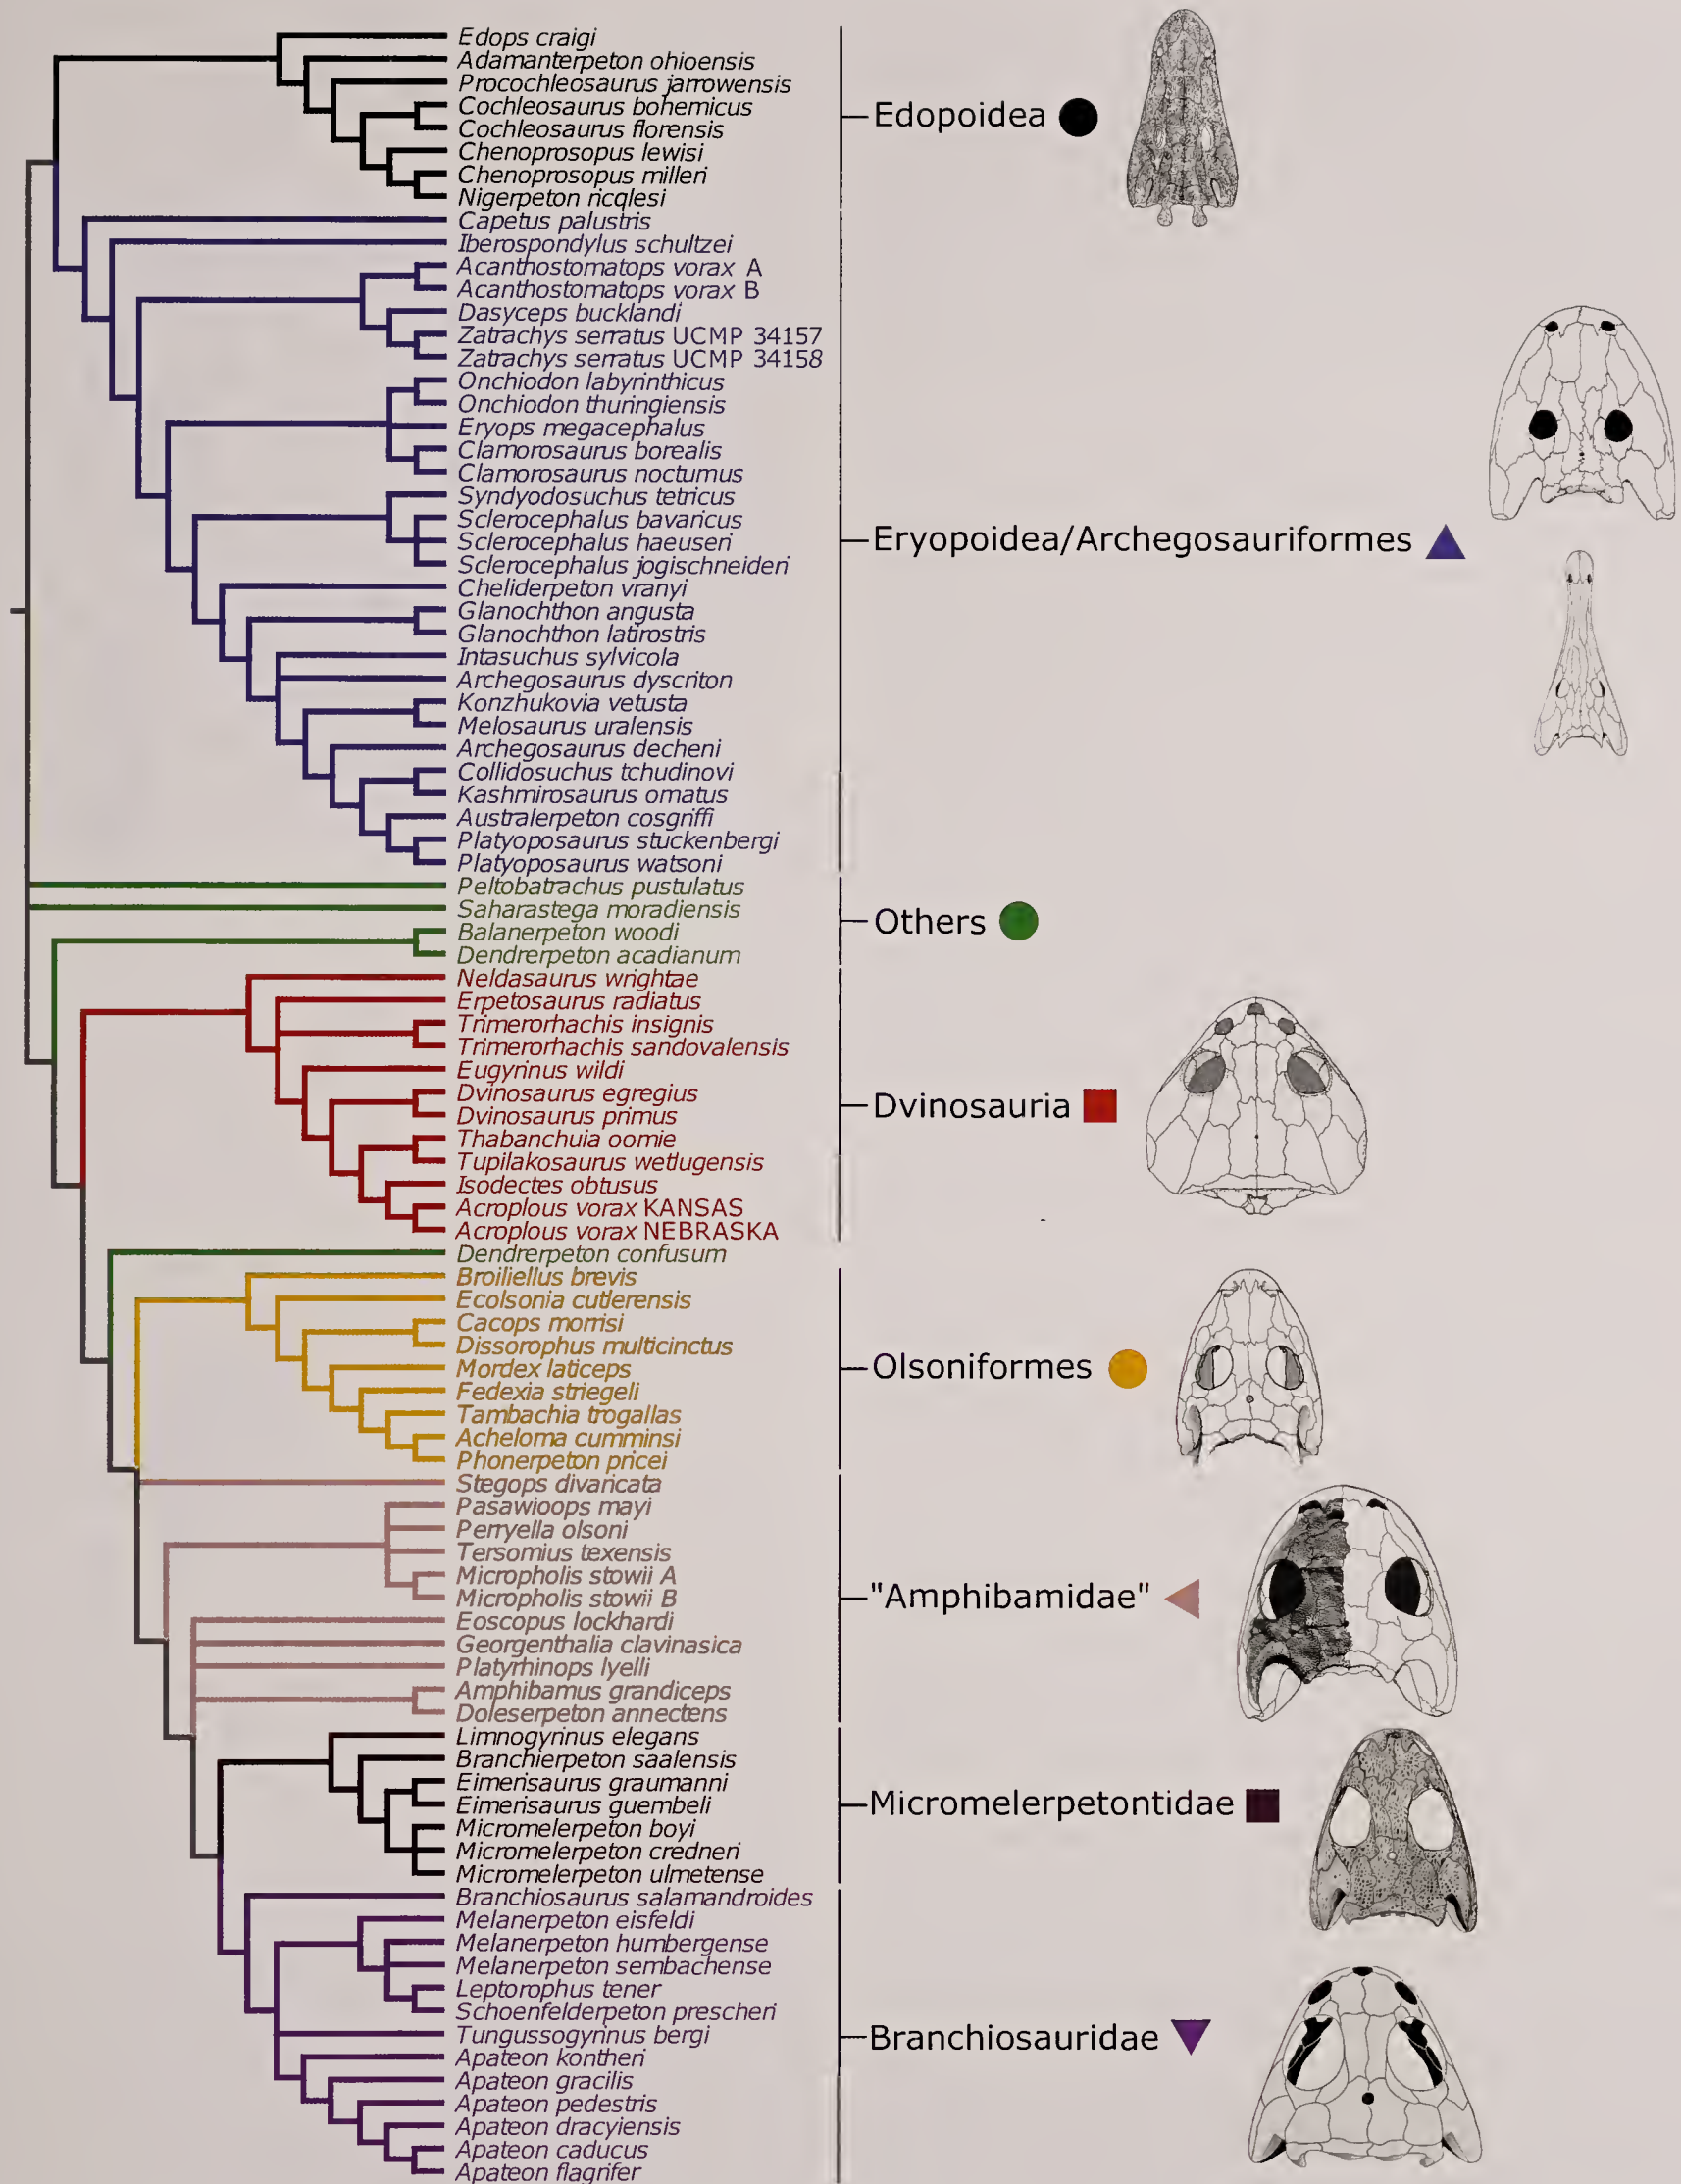 Edops craigi
Adamanterpeton ohioensis
Procochleosaurus jarrowensis
Cochleosaurus bohemicus
Cochleosaurus florensis
Chenoprosopus lewisi
Chenoprosopus milleri
Nigerpeton ricqlesi
Edopoidea
Capetus palustris
Iberospondylus schultzei
Acanthostomatops vorax A
Acanthostomatops vorax B
Dasyceps bucklandi
Zatrachys serratus UCMP 34157
Zatrachys serratus UCMP 34158
Onchiodon labyrinthicus
Onchiodon thuringiensis
Eryops megacephalus
Clamorosaurus borealis
Clamorosaurus nocturnus
Syndyodosuchus tetricus
Sclerocephalus bavaricus
Sclerocephalus haeuseri
Sclerocephalus jogischneideri
Cheliderpeton vranyi
Glanochthon angusta
Glanochthon latirostris
Intasuchus sylvicola
Archegosaurus dyscriton
Konzhukovia vetusta
Melosaurus uralensis
Archegosaurus decheni
Collidosuchus tchudinovi
Kashmirosaurus ornatus
Australerpeton cosgriffi
Platyoposaurus stuckenbergi
Platyoposaurus watsoni
Eryopoidea/Archegosauriformes
Peltobatrachus pustulatus
Saharastega moradiensis
Balanerpeton woodi
Dendrerpeton acadianum
Others
Neldasaurus wrightae
Erpetosaurus radiatus
Trimerorhachis insignis
Trimerorhachis sandovalensis
Eugyrinus wildi
Dvinosaurus egregius
Dvinosaurus primus
Thabanchuia oomie
Tupilakosaurus wetlugensis
Isodectes obtusus
Acroplous vorax KANSAS
Acroplous vorax NEBRASKA
Dvinosauria
Dendrerpeton confusum
Broiliellus brevis
Ecolsonia cutlerensis
Cacops morrisi
Dissorophus multicinctus
Mordex laticeps
Fedexia striegeli
Tambachia trogallas
Acheloma cumminsi
Phonerpeton pricei
Olsoniformes
Stegops divaricata
Pasawioops mayi
Perryella olsoni
Tersomius texensis
Micropholis stowii A
Micropholis stowii B
Eoscopus lockhardi
Georgenthalia clavinasica
Platyrhinops lyelli
Amphibamus grandiceps
Doleserpeton annectens
"Amphibamidae"
Limnogyrinus elegans
Branchierpeton saalensis
Eimerisaurus graumanni
Eimerisaurus guembeli
Micromelerpeton boyi
Micromelerpeton credneri
Micromelerpeton ulmetense
Micromelerpetontidae
Branchiosaurus salamandroides
Melanerpeton eisfeldi
Melanerpeton humbergense
Melanerpeton sembachense
Leptorophus tener
Schoenfelderpeton prescheri
Tungussogyrinus bergi
Apateon kontheri
Apateon gracilis
Apateon pedestris
Apateon dracyiensis
Apateon caducus
Apateon flagrifer
Branchiosauridae